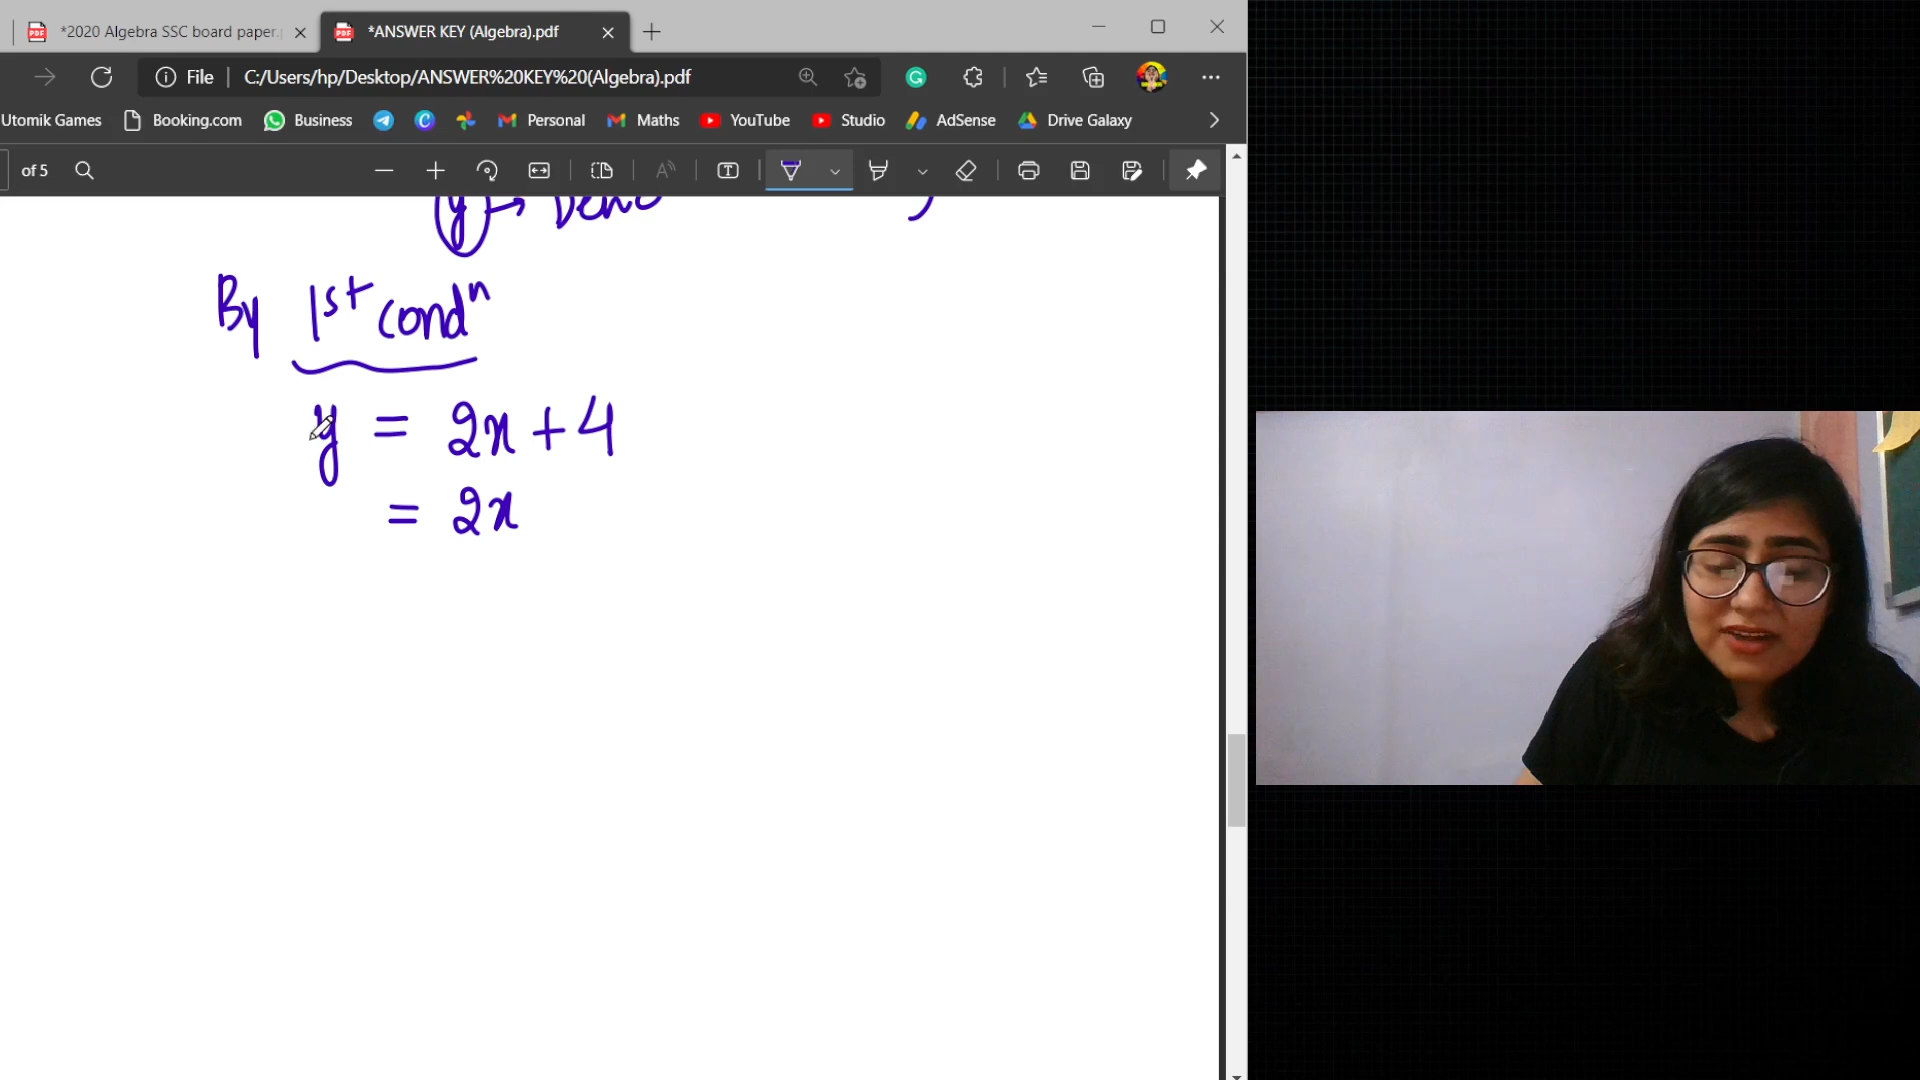 *2020 Algebra SSC board paper.
*ANSWER KEY (Algebra).pdf
File
C:/Users/hp/Desktop/ANSWER%20KEY%20(Algebra).pdf
Utomik Games
Booking.com
Business
Personal
Maths
YouTube
Studio
AdSense
Drive Galaxy
of 5
y → Deno
By 1st condⁿ
y = 2x + 4
= 2x